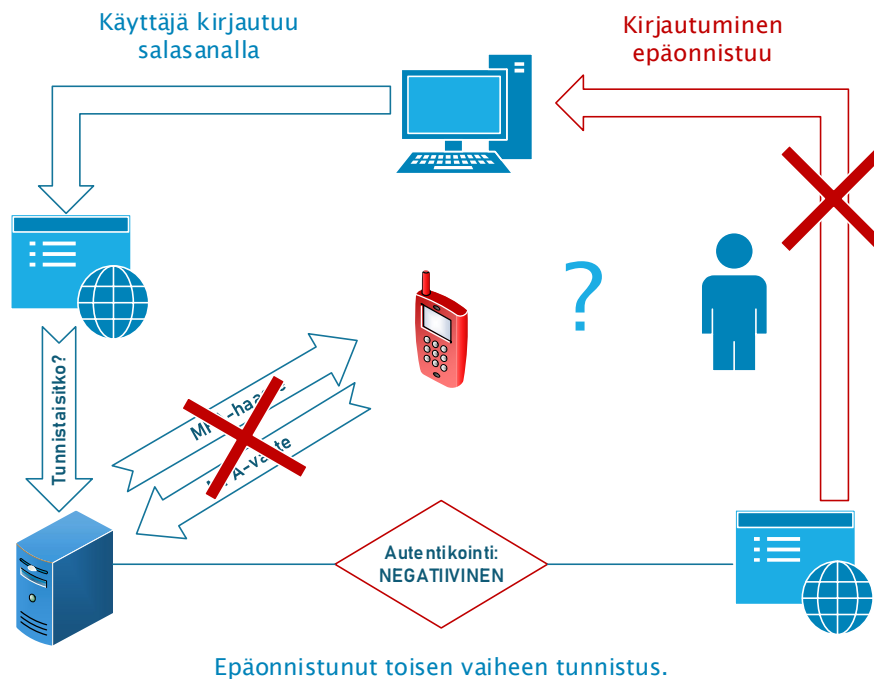 Käyttäjä kirjautuu
salasanalla
Kirjautuminen
epäonnistuu
?
Tunnistaisitko?
Autentikointi:
NEGATIIVINEN
Epäonnistunut toisen vaiheen tunnistus.